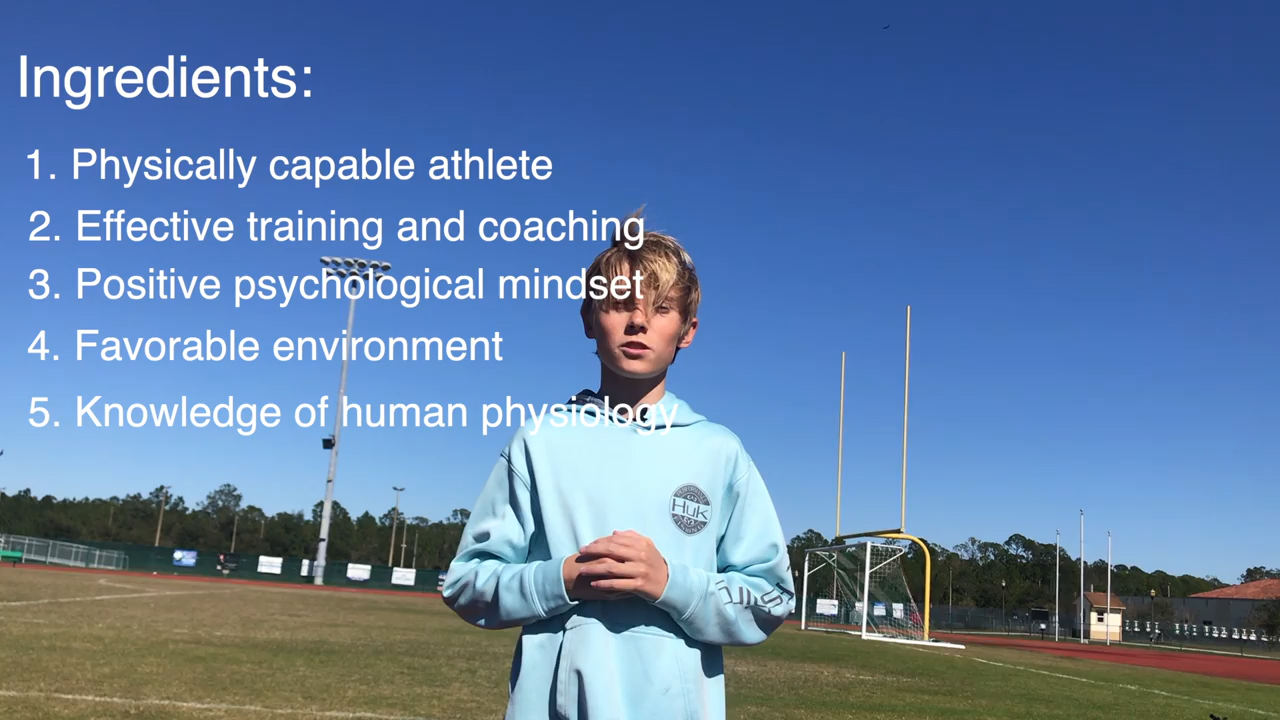 Ingredients:
1. Physically capable athlete
2. Effective training and coaching
3. Positive psychological mindset
4. Favorable environment
5. Knowledge of human physiology
HUK